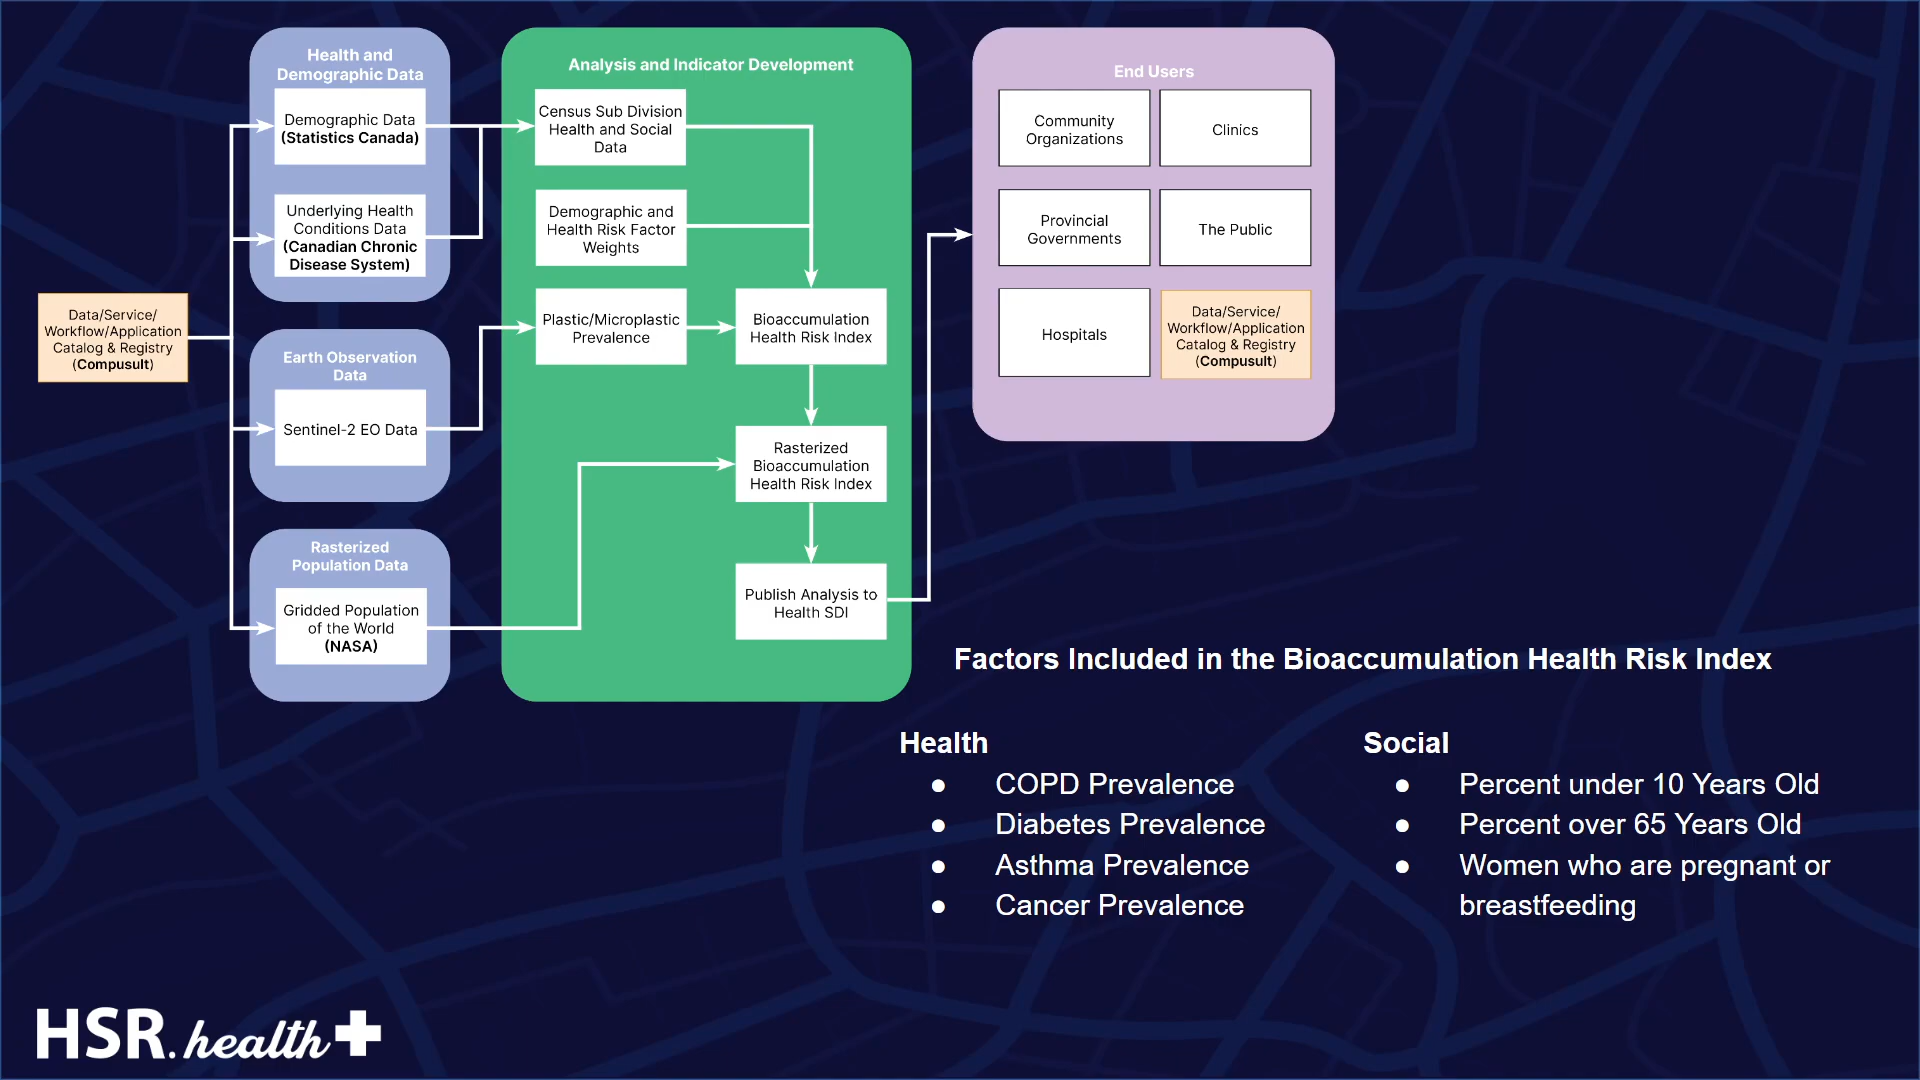 Health and
Demographic Data
Demographic Data
(Statistics Canada)
Underlying Health
Conditions Data
(Canadian Chronic
Disease System)
Data/Service/
Workflow/Application
Catalog & Registry
(Compusult)
Earth Observation
Data
Sentinel-2 EO Data
Rasterized
Population Data
Gridded Population
of the World
(NASA)
Analysis and Indicator Development
Census Sub Division
Health and Social
Data
Demographic and
Health Risk Factor
Weights
Plastic/Microplastic
Prevalence
Bioaccumulation
Health Risk Index
Rasterized
Bioaccumulation
Health Risk Index
Publish Analysis to
Health SDI
End Users
Community
Organizations
Clinics
Provincial
Governments
The Public
Hospitals
Data/Service/
Workflow/Application
Catalog & Registry
(Compusult)
Factors Included in the Bioaccumulation Health Risk Index
Health
● COPD Prevalence
● Diabetes Prevalence
● Asthma Prevalence
● Cancer Prevalence
Social
● Percent under 10 Years Old
● Percent over 65 Years Old
● Women who are pregnant or
breastfeeding
HSR.health